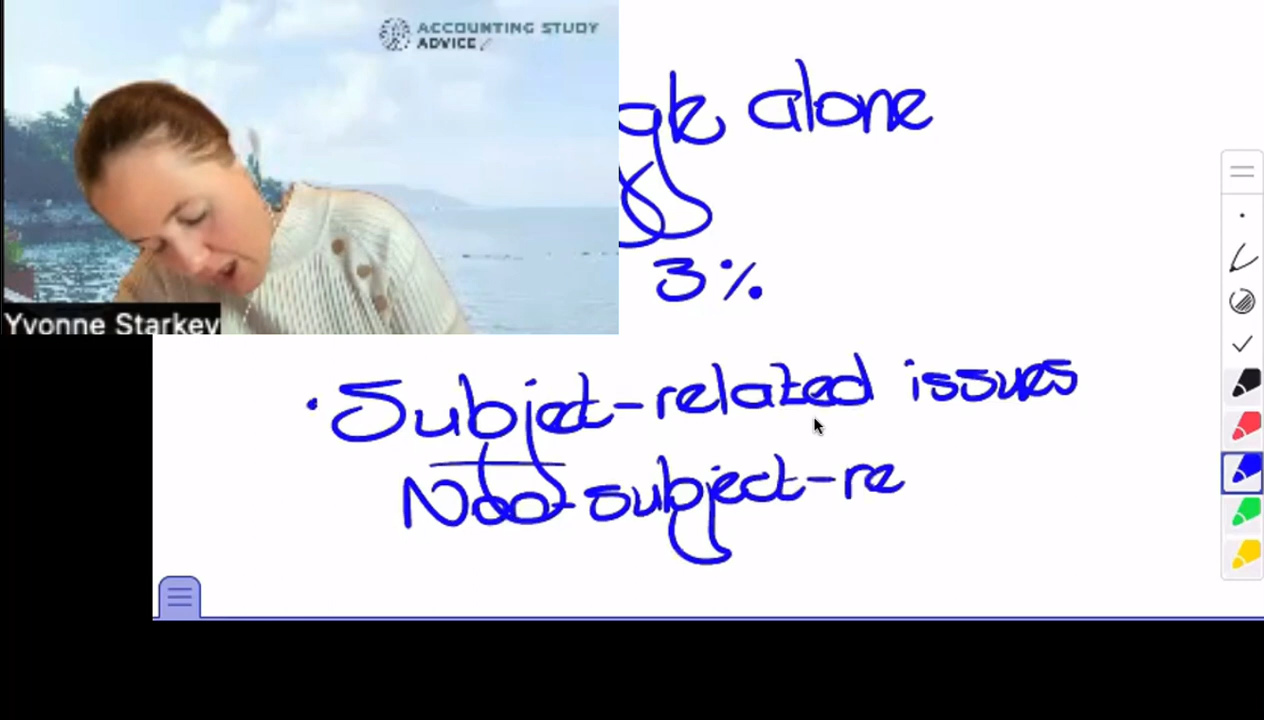 ACCOUNTING STUDY
ADVICE
alone
3%
Yvonne Starkey
• Subject-related issues
Non-subject-re